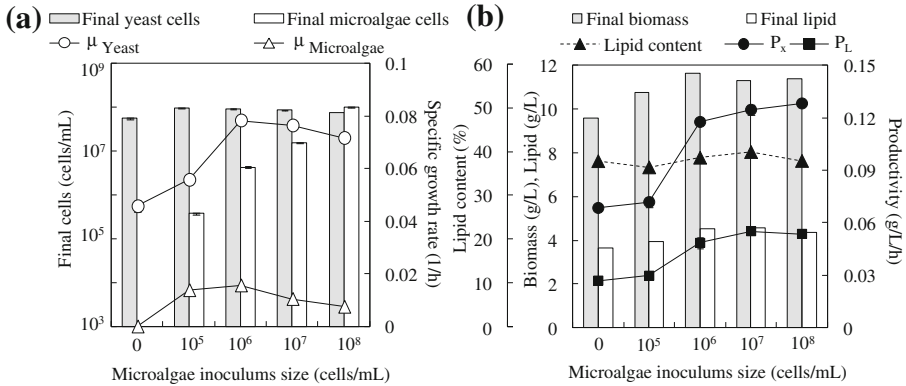 (a)
Final yeast cells
Final microalgae cells
μ Yeast
μ Microalgae
Final cells (cells/mL)
10⁹
10⁷
10⁵
10³
Specific growth rate (1/h)
0.1
0.08
0.06
0.04
0.02
0
0 10⁵ 10⁶ 10⁷ 10⁸
Microalgae inoculums size (cells/mL)
(b)
Final biomass
Final lipid
Lipid content
Pₓ
P_L
Lipid content (%)
60
50
40
30
20
10
0
Biomass (g/L), Lipid (g/L)
12
10
8
6
4
2
0
Productivity (g/L/h)
0.15
0.12
0.09
0.06
0.03
0
0 10⁵ 10⁶ 10⁷ 10⁸
Microalgae inoculums size (cells/mL)